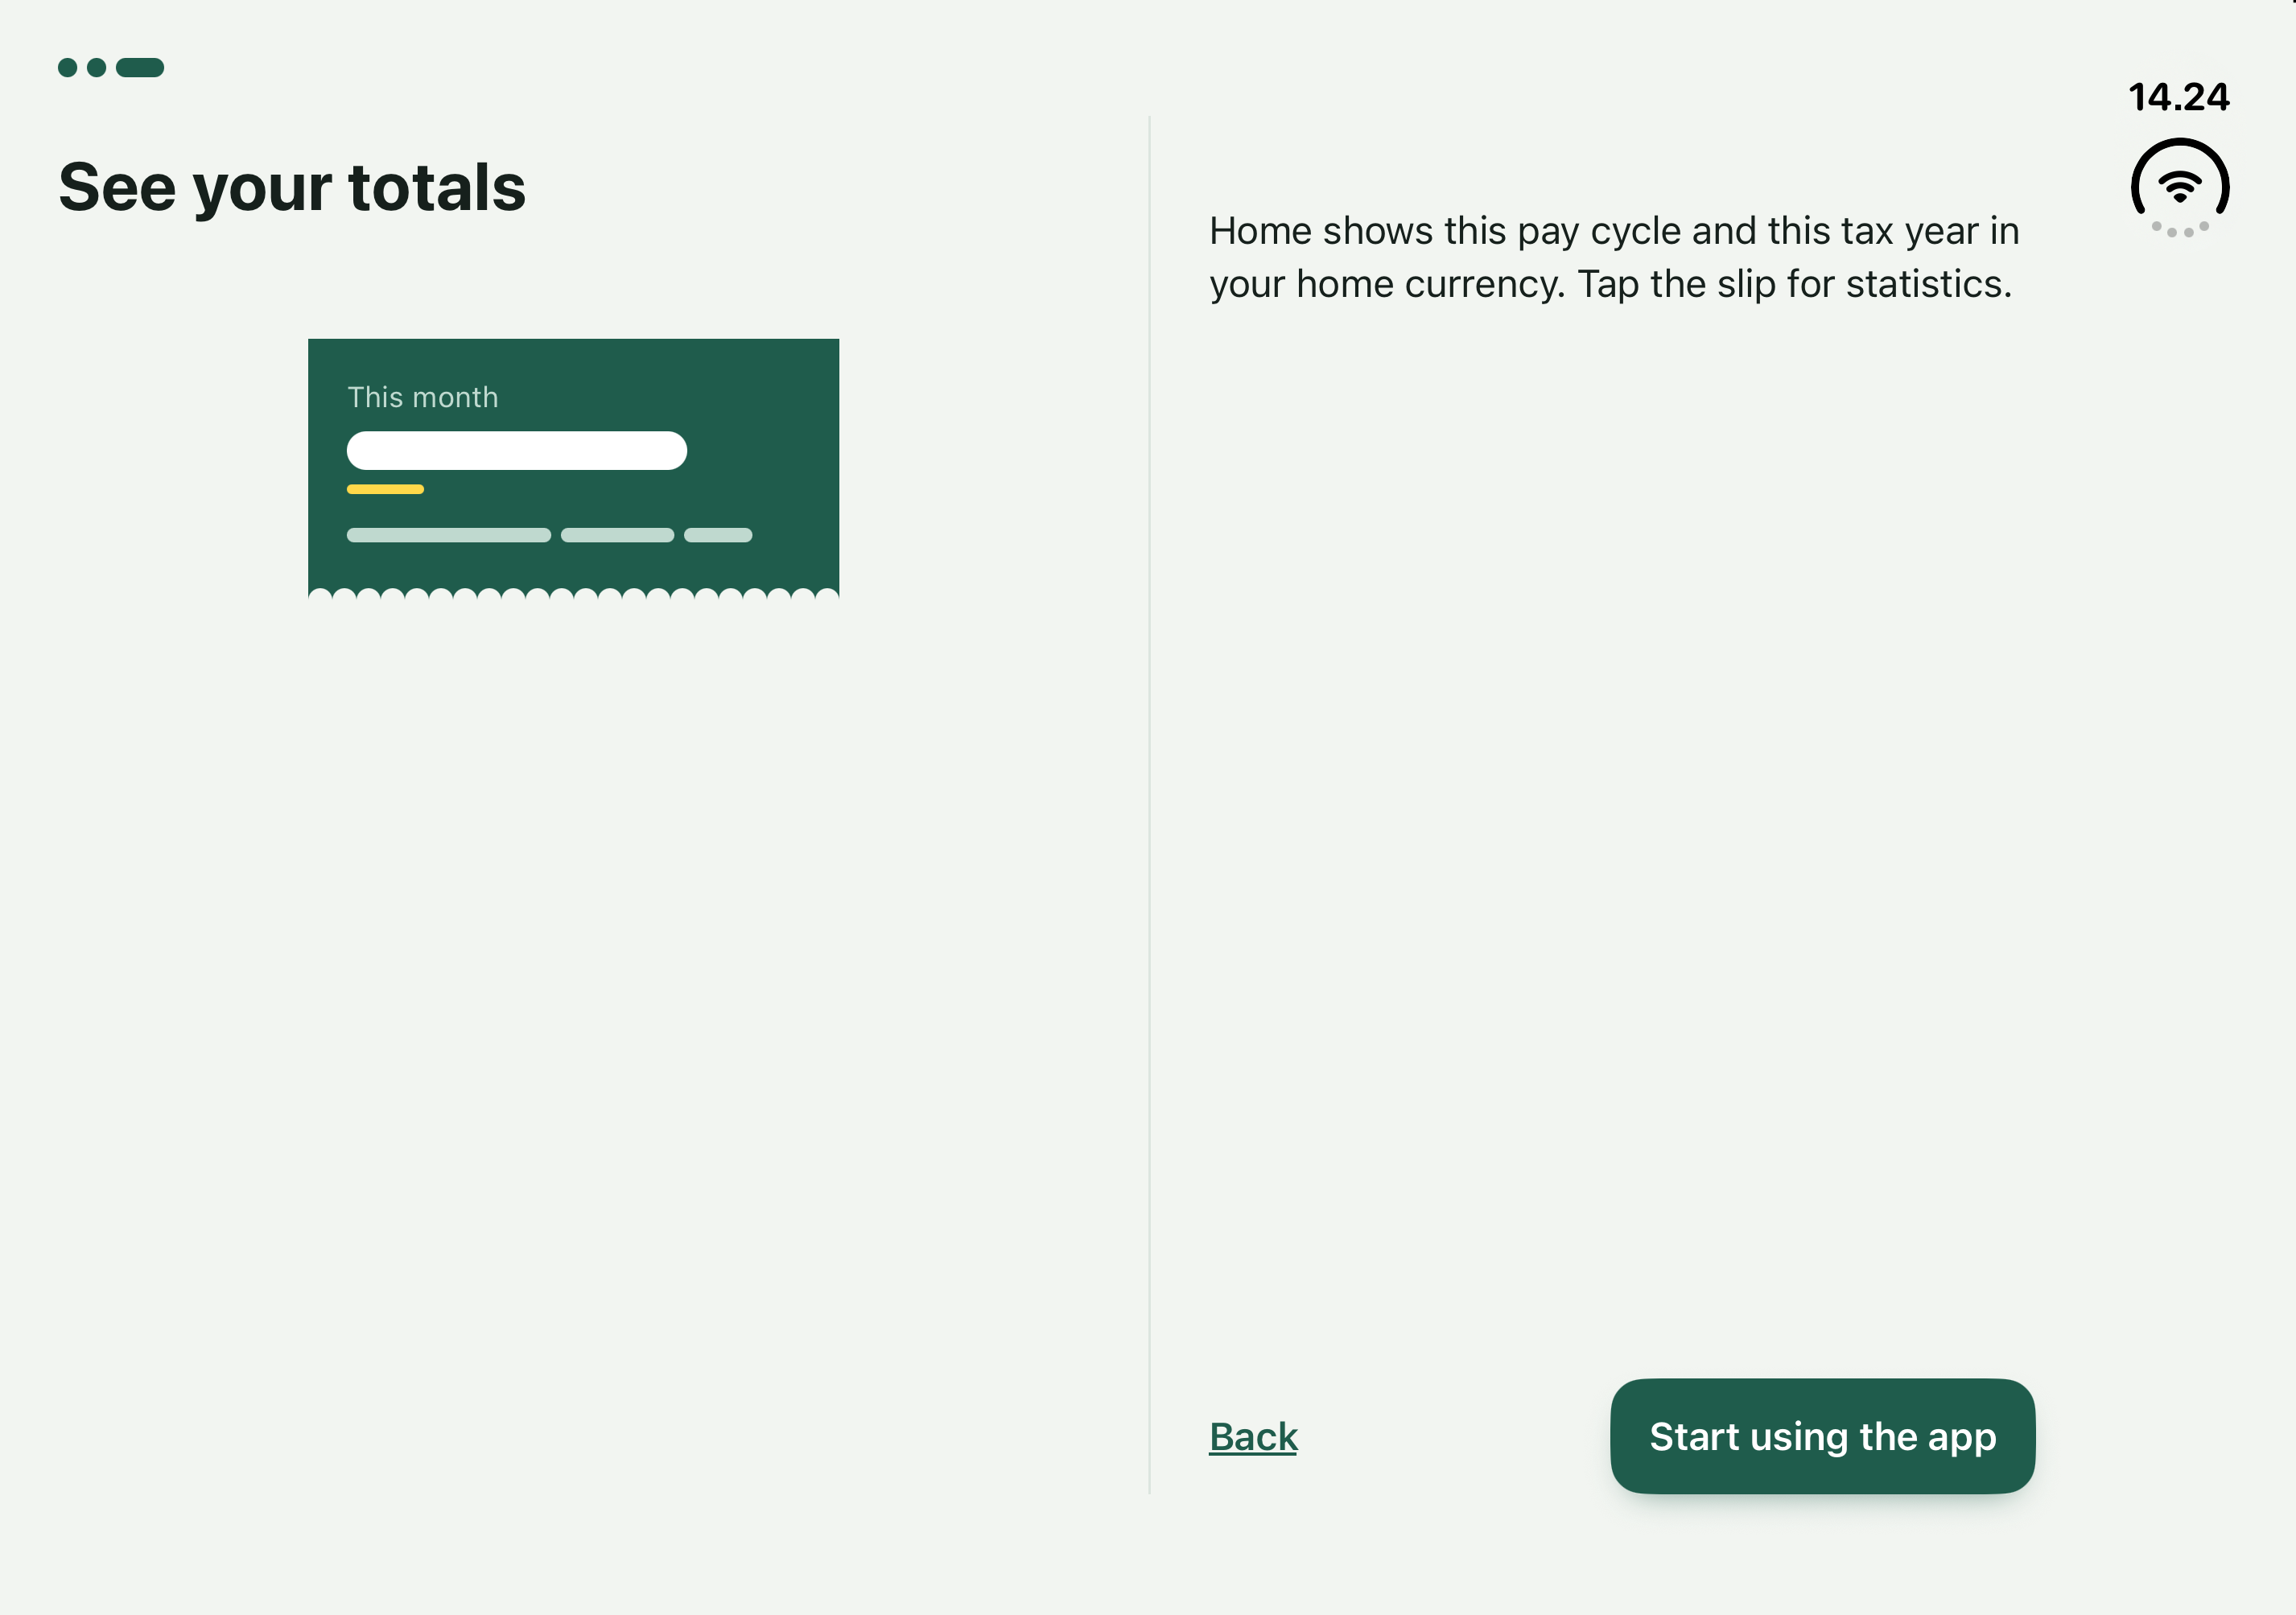 See your totals
This month
14.24
Home shows this pay cycle and this tax year in
your home currency. Tap the slip for statistics.
Back
Start using the app